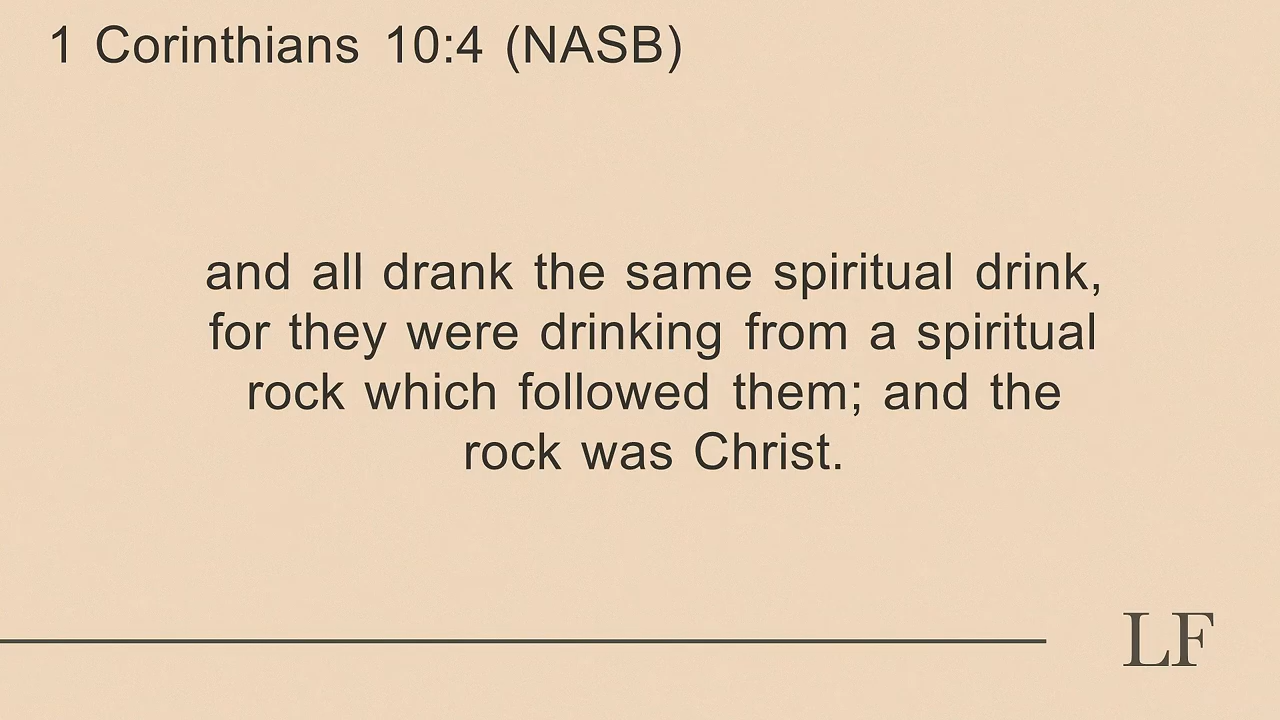 1 Corinthians 10:4 (NASB)
and all drank the same spiritual drink,
for they were drinking from a spiritual
rock which followed them; and the
rock was Christ.
LF